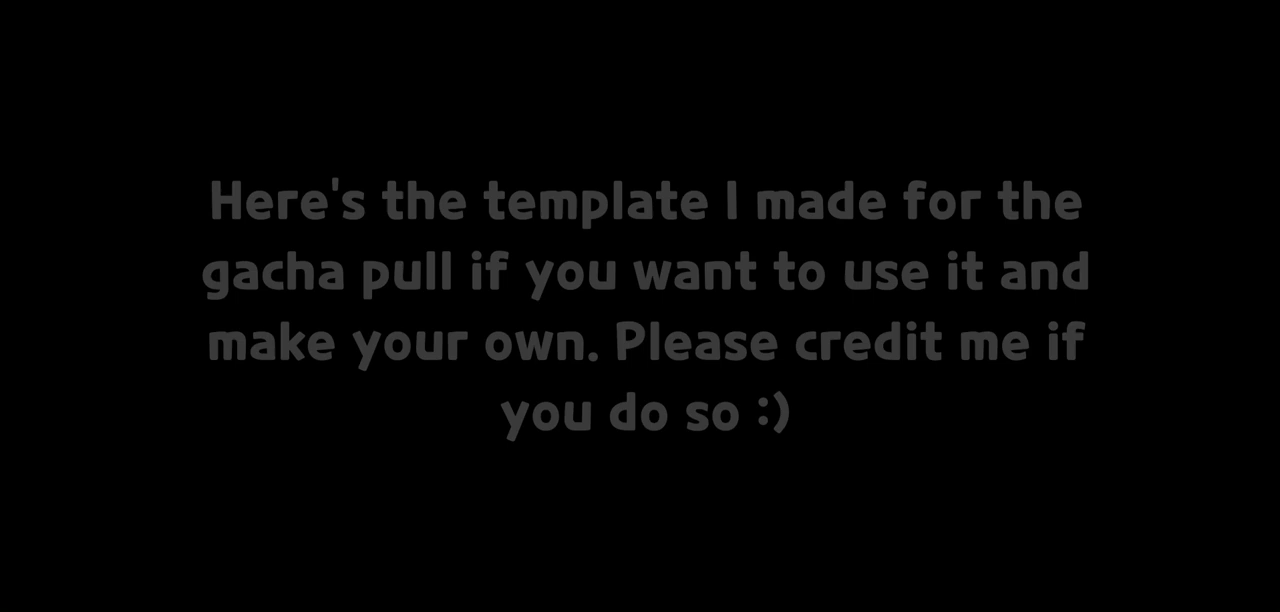 Here's the template I made for the
gacha pull if you want to use it and
make your own. Please credit me if
you do so :)